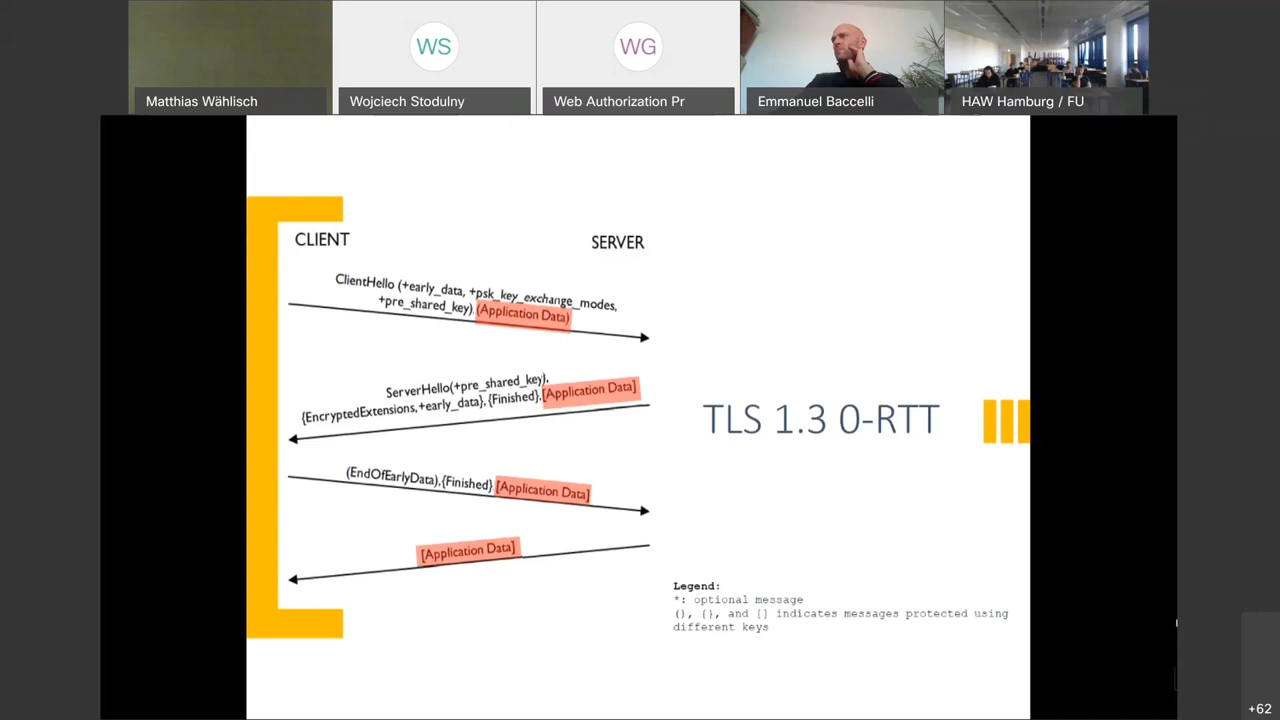 WS
WG
Matthias Wählisch
Wojciech Stodulny
Web Authorization Pr
Emmanuel Baccelli
HAW Hamburg / FU
CLIENT
SERVER
ClientHello (+early_data, +psk_key_exchange_modes,
+pre_shared_key), (Application Data)
ServerHello(+pre_shared_key),
{EncryptedExtensions,+early_data}, {Finished},[Application Data]
TLS 1.3 0-RTT
(EndOfEarlyData),{Finished} [Application Data]
[Application Data]
Legend:
*: optional message
(), {}, and [] indicates messages protected using
different keys
+62